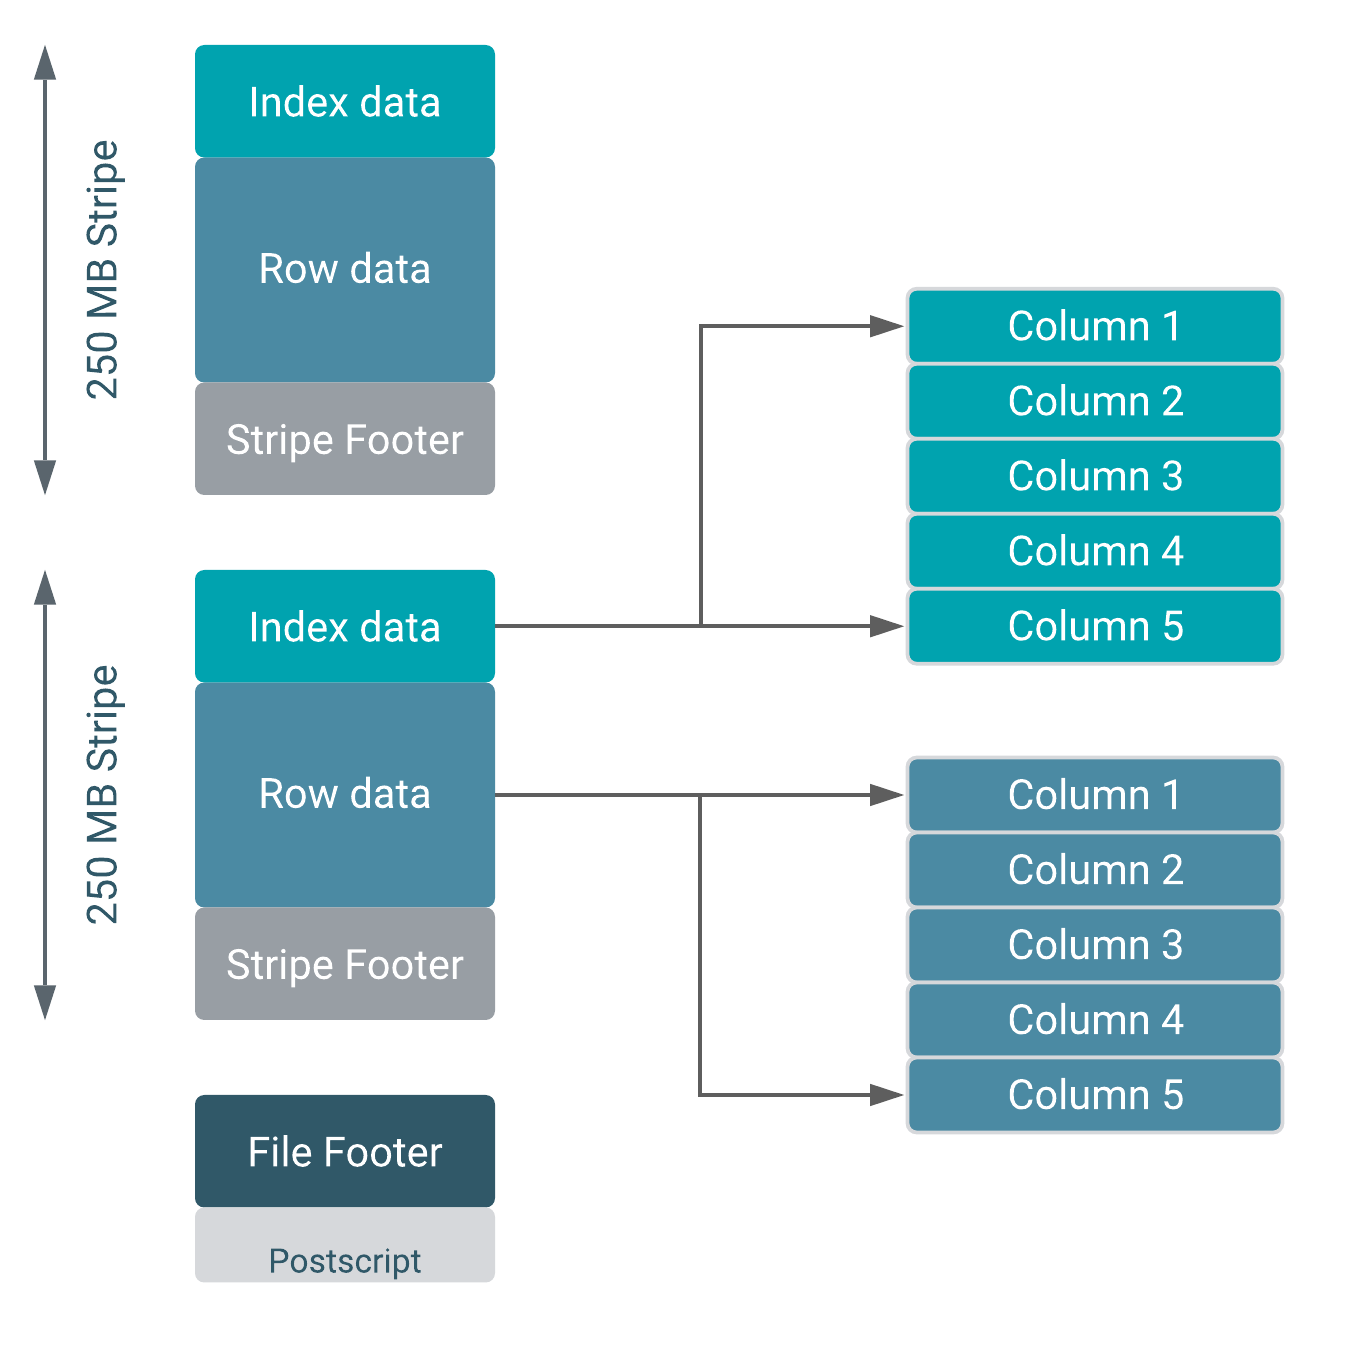 250 MB Stripe
Index data
Row data
Stripe Footer
250 MB Stripe
Index data
Row data
Stripe Footer
File Footer
Postscript
Column 1
Column 2
Column 3
Column 4
Column 5
Column 1
Column 2
Column 3
Column 4
Column 5